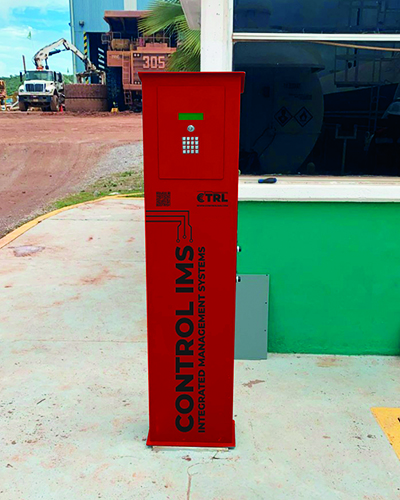 305
CTRL
CONTROL IMS
INTEGRATED MANAGEMENT SYSTEMS